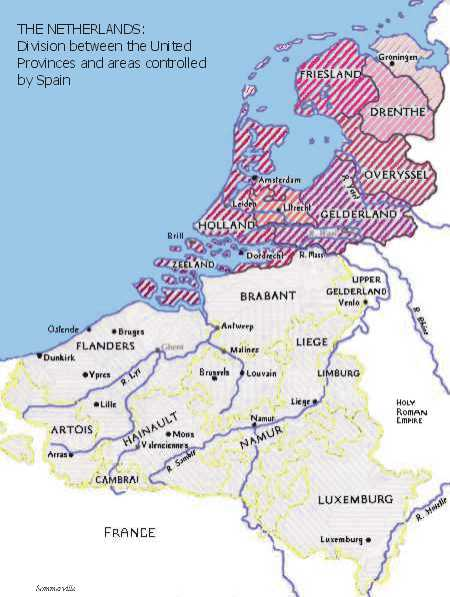 THE NETHERLANDS:
Division between the United
Provinces and areas controlled
by Spain
Groningen
FRIESLAND
DRENTHE
OVERYSSEL
Amsterdam
R. Yssel
Leiden
Utrecht
GELDERLAND
HOLLAND
Brill
Dordrecht
R. Maas
ZEELAND
BRABANT
UPPER
GELDERLAND
Venlo
R. Rhine
Ostende
Bruges
Antwerp
FLANDERS
Ghent
Malines
LIEGE
Dunkirk
Ypres
R. Lys
Brussels
Louvain
LIMBURG
Lille
Liege
HOLY
ROMAN
EMPIRE
ARTOIS
HAINAULT
Mons
Namur
NAMUR
Valenciennes
Arras
R. Sambre
CAMBRAI
LUXEMBURG
R. Moselle
FRANCE
Luxemburg